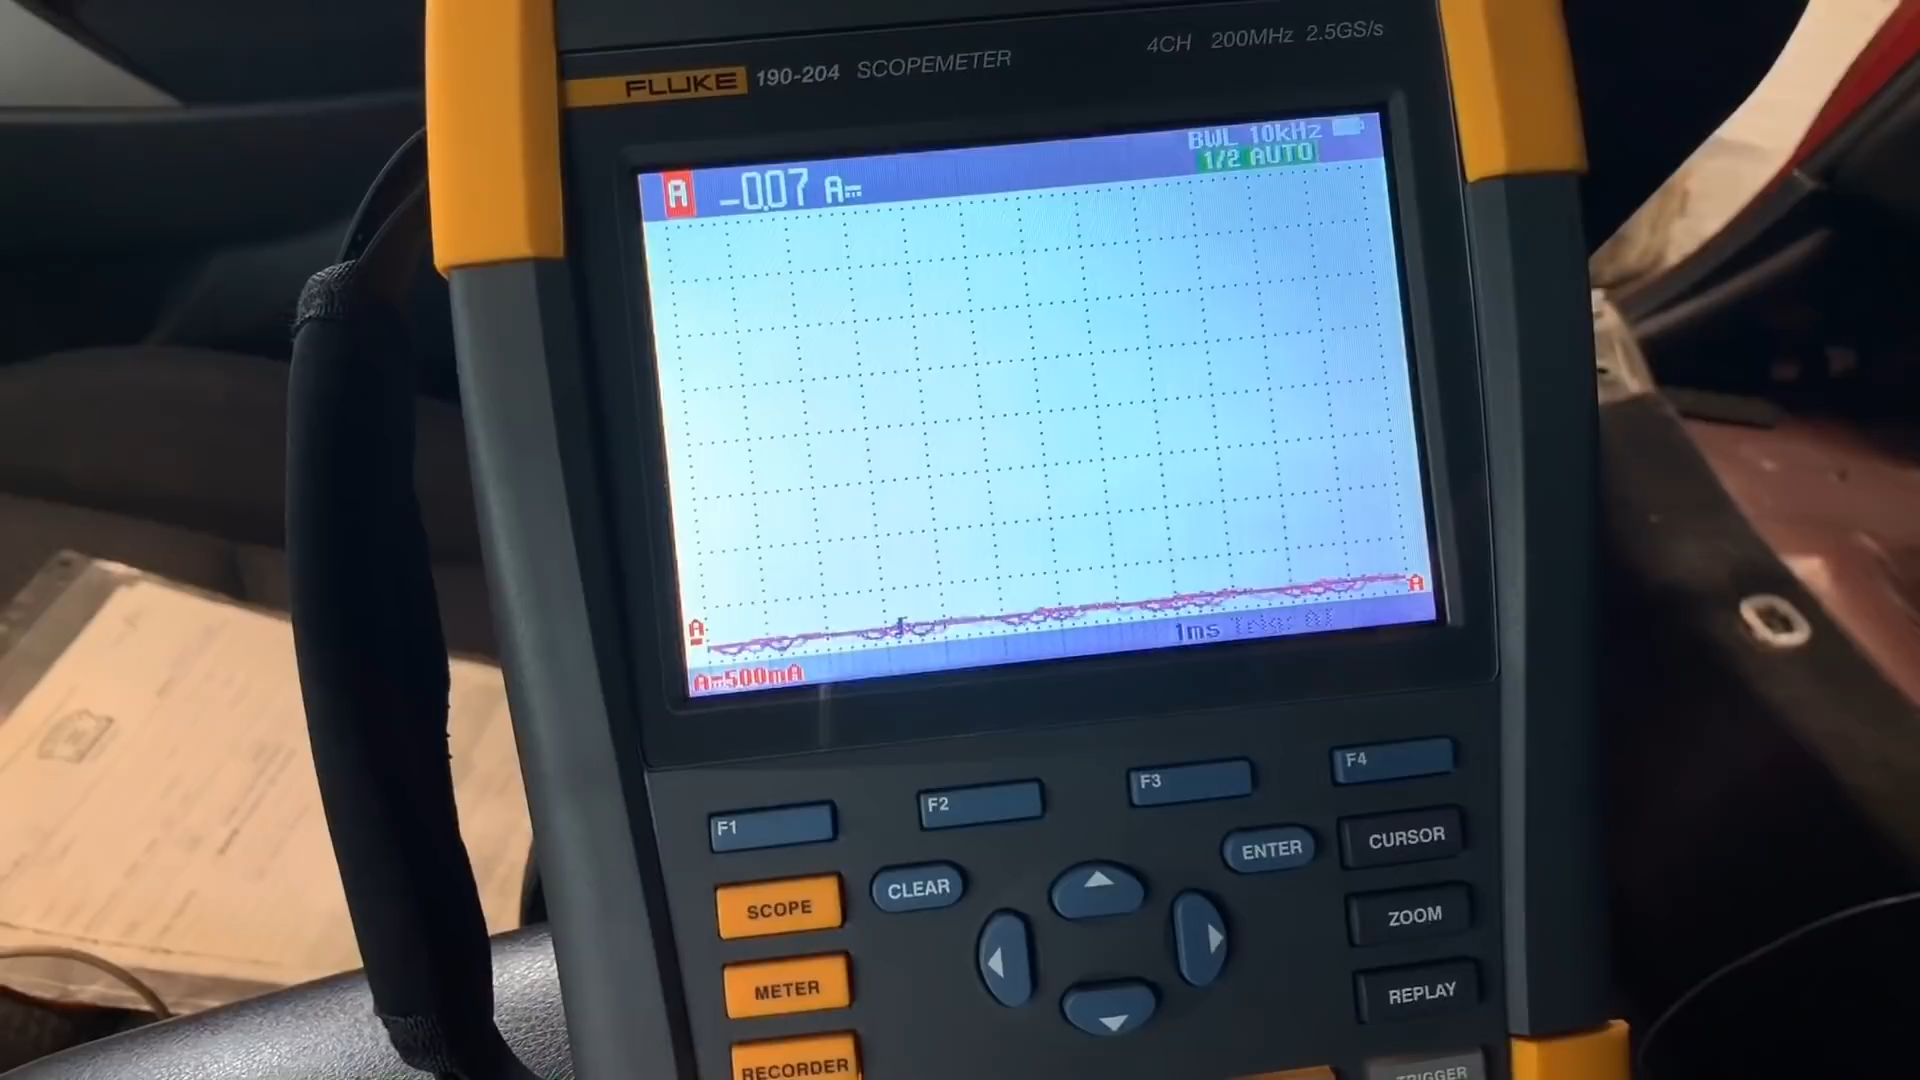 FLUKE 190-204 SCOPEMETER 4CH 200MHz 2.5GS/s
BWL 10kHz
A -0.07 A 1/2 AUTO
A
A
1ms
A=500mA
F1 F2 F3 F4
SCOPE CLEAR ENTER CURSOR
METER ZOOM
RECORDER REPLAY
TRIGGER